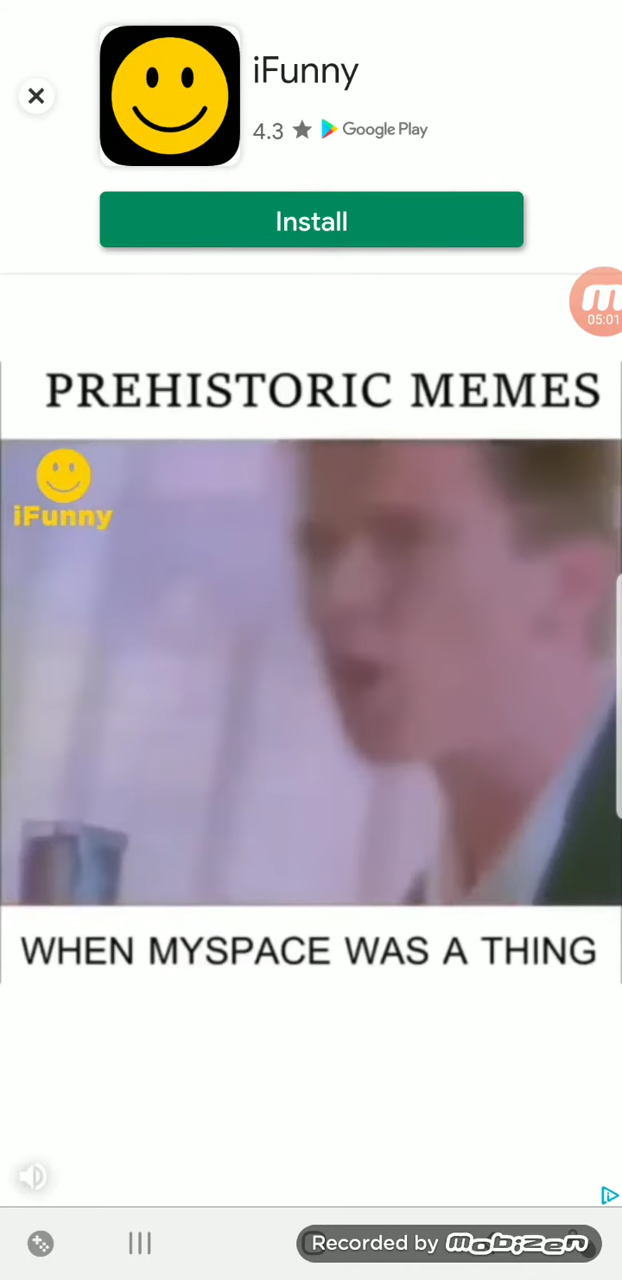 iFunny
4.3 ★ Google Play
Install
05:01
PREHISTORIC MEMES
iFunny
WHEN MYSPACE WAS A THING
Recorded by mobizen